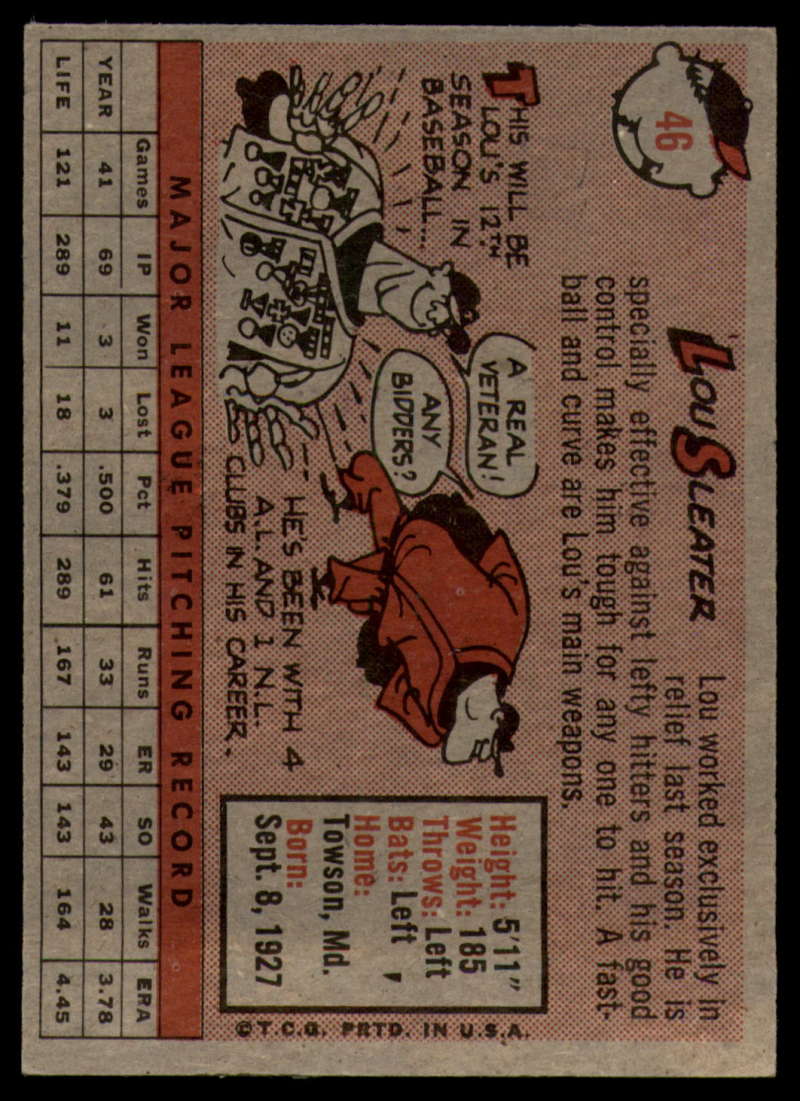 46
LOU SLEATER
Lou worked exclusively in
relief last season. He is
specially effective against lefty hitters and his good
control makes him tough for any one to hit. A fast-
ball and curve are Lou's main weapons.
THIS WILL BE
LOU'S 12TH
SEASON IN
BASEBALL...
A REAL
VETERAN!
ANY
BIDDERS?
HE'S BEEN WITH 4
A.L. AND 1 N.L.
CLUBS IN HIS CAREER.
Height: 5'11"
Weight: 185
Throws: Left
Bats: Left
Home:
Towson, Md.
Born:
Sept. 8, 1927
© T.C.G. PRTD. IN U.S.A.
MAJOR LEAGUE PITCHING RECORD
Games IP Won Lost Pct Hits Runs ER SO Walks ERA
YEAR 41 69 3 3 .500 61 33 29 43 28 3.78
LIFE 121 289 11 18 .379 289 167 143 143 164 4.45